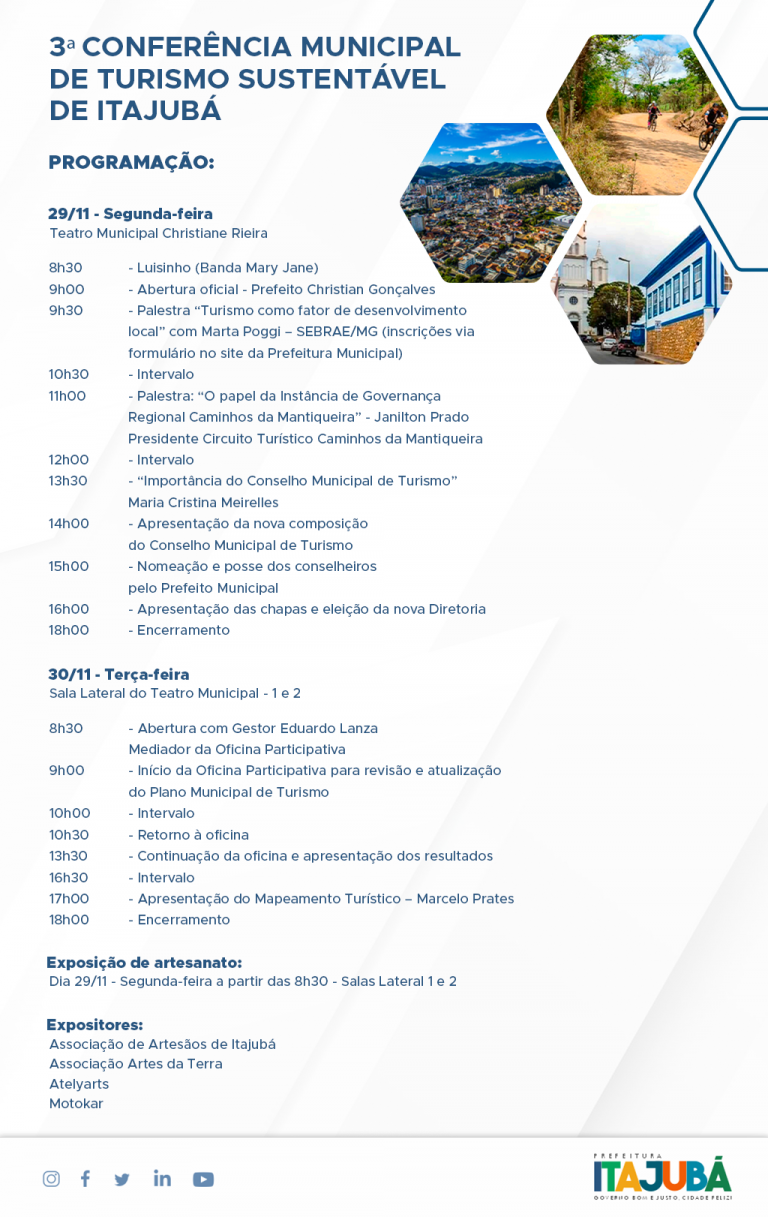 3ª CONFERÊNCIA MUNICIPAL
DE TURISMO SUSTENTÁVEL
DE ITAJUBÁ
PROGRAMAÇÃO:
29/11 - Segunda-feira
Teatro Municipal Christiane Rieira
8h30 - Luisinho (Banda Mary Jane)
9h00 - Abertura oficial - Prefeito Christian Gonçalves
9h30 - Palestra “Turismo como fator de desenvolvimento
local” com Marta Poggi – SEBRAE/MG (inscrições via
formulário no site da Prefeitura Municipal)
10h30 - Intervalo
11h00 - Palestra: “O papel da Instância de Governança
Regional Caminhos da Mantiqueira” - Janilton Prado
Presidente Circuito Turístico Caminhos da Mantiqueira
12h00 - Intervalo
13h30 - “Importância do Conselho Municipal de Turismo”
Maria Cristina Meirelles
14h00 - Apresentação da nova composição
do Conselho Municipal de Turismo
15h00 - Nomeação e posse dos conselheiros
pelo Prefeito Municipal
16h00 - Apresentação das chapas e eleição da nova Diretoria
18h00 - Encerramento
30/11 - Terça-feira
Sala Lateral do Teatro Municipal - 1 e 2
8h30 - Abertura com Gestor Eduardo Lanza
Mediador da Oficina Participativa
9h00 - Início da Oficina Participativa para revisão e atualização
do Plano Municipal de Turismo
10h00 - Intervalo
10h30 - Retorno à oficina
13h30 - Continuação da oficina e apresentação dos resultados
16h30 - Intervalo
17h00 - Apresentação do Mapeamento Turístico – Marcelo Prates
18h00 - Encerramento
Exposição de artesanato:
Dia 29/11 - Segunda-feira a partir das 8h30 - Salas Lateral 1 e 2
Expositores:
Associação de Artesãos de Itajubá
Associação Artes da Terra
Atelyarts
Motokar
PREFEITURA
ITAJUBÁ
GOVERNO BOM E JUSTO, CIDADE FELIZ!